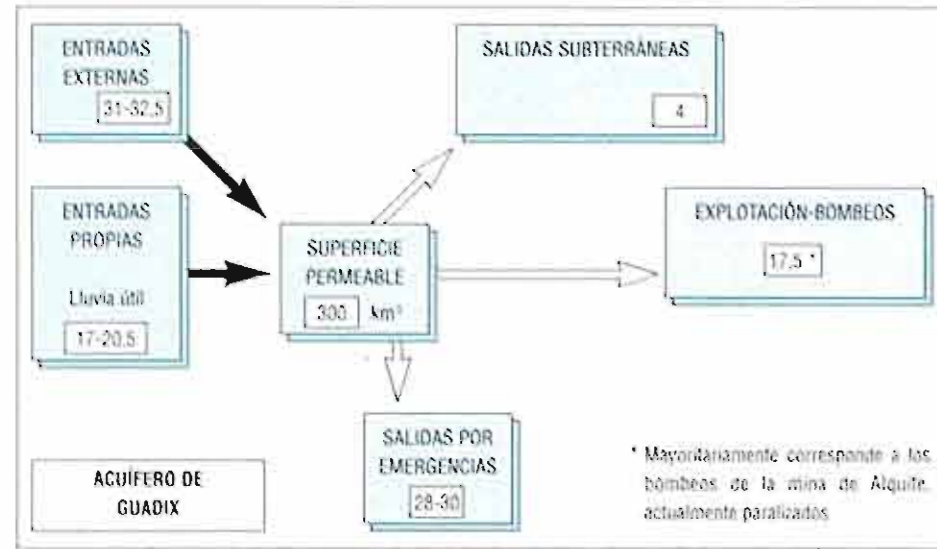 ENTRADAS
EXTERNAS
31-32,5
SALIDAS SUBTERRÁNEAS
4
ENTRADAS
PROPIAS
Lluvia útil
17-20,5
SUPERFICIE
PERMEABLE
300 km²
EXPLOTACIÓN-BOMBEOS
17,5 *
SALIDAS POR
EMERGENCIAS
28-30
ACUÍFERO DE
GUADIX
* Mayoritariamente corresponde a los
bombeos de la mina de Alquife,
actualmente paralizados